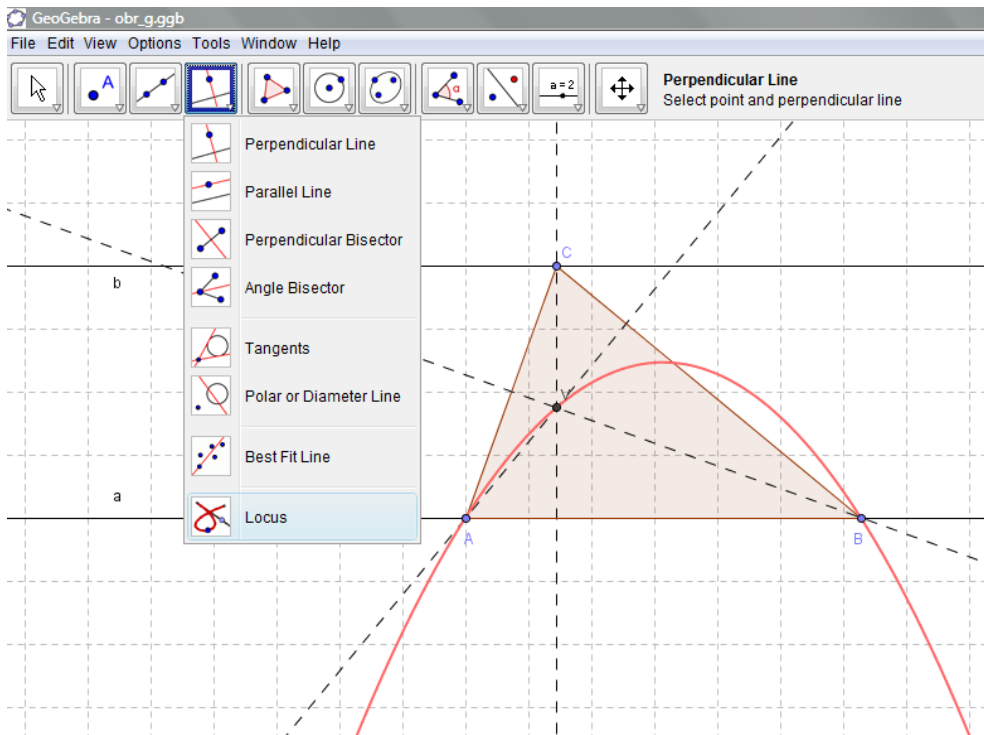 GeoGebra - obr_g.ggb
File Edit View Options Tools Window Help
A
α
a=2
Perpendicular Line
Select point and perpendicular line
Perpendicular Line
Parallel Line
Perpendicular Bisector
Angle Bisector
Tangents
Polar or Diameter Line
Best Fit Line
Locus
C
b
V
a
A
B